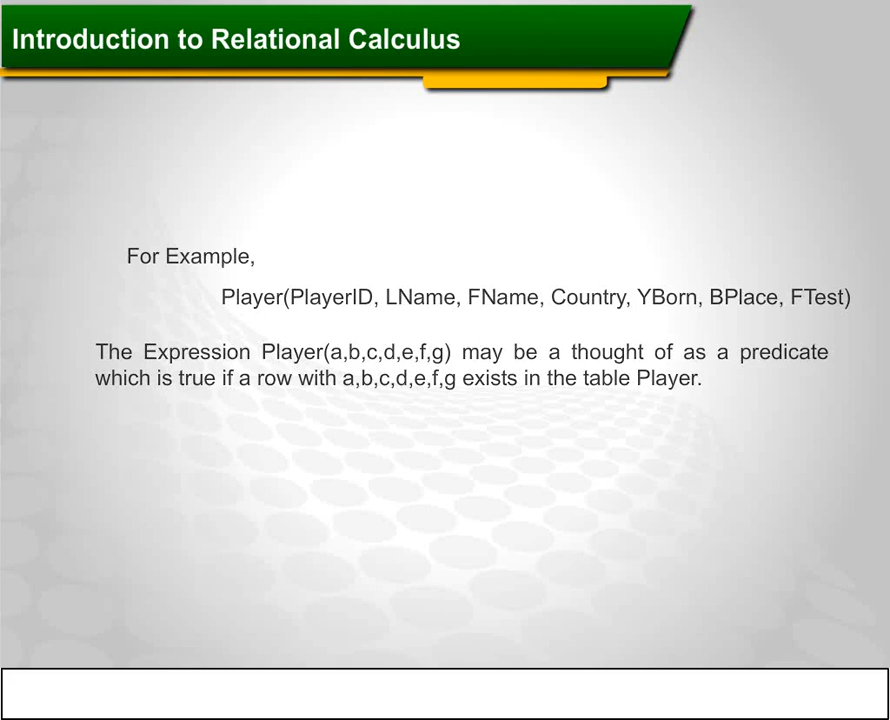 Introduction to Relational Calculus
For Example,
Player(PlayerID, LName, FName, Country, YBorn, BPlace, FTest)
The Expression Player(a,b,c,d,e,f,g) may be a thought of as a predicate
which is true if a row with a,b,c,d,e,f,g exists in the table Player.